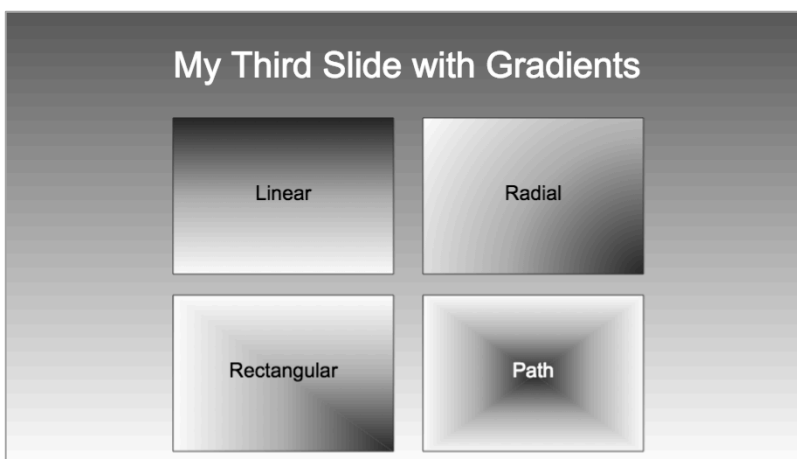 My Third Slide with Gradients
Linear
Radial
Rectangular
Path